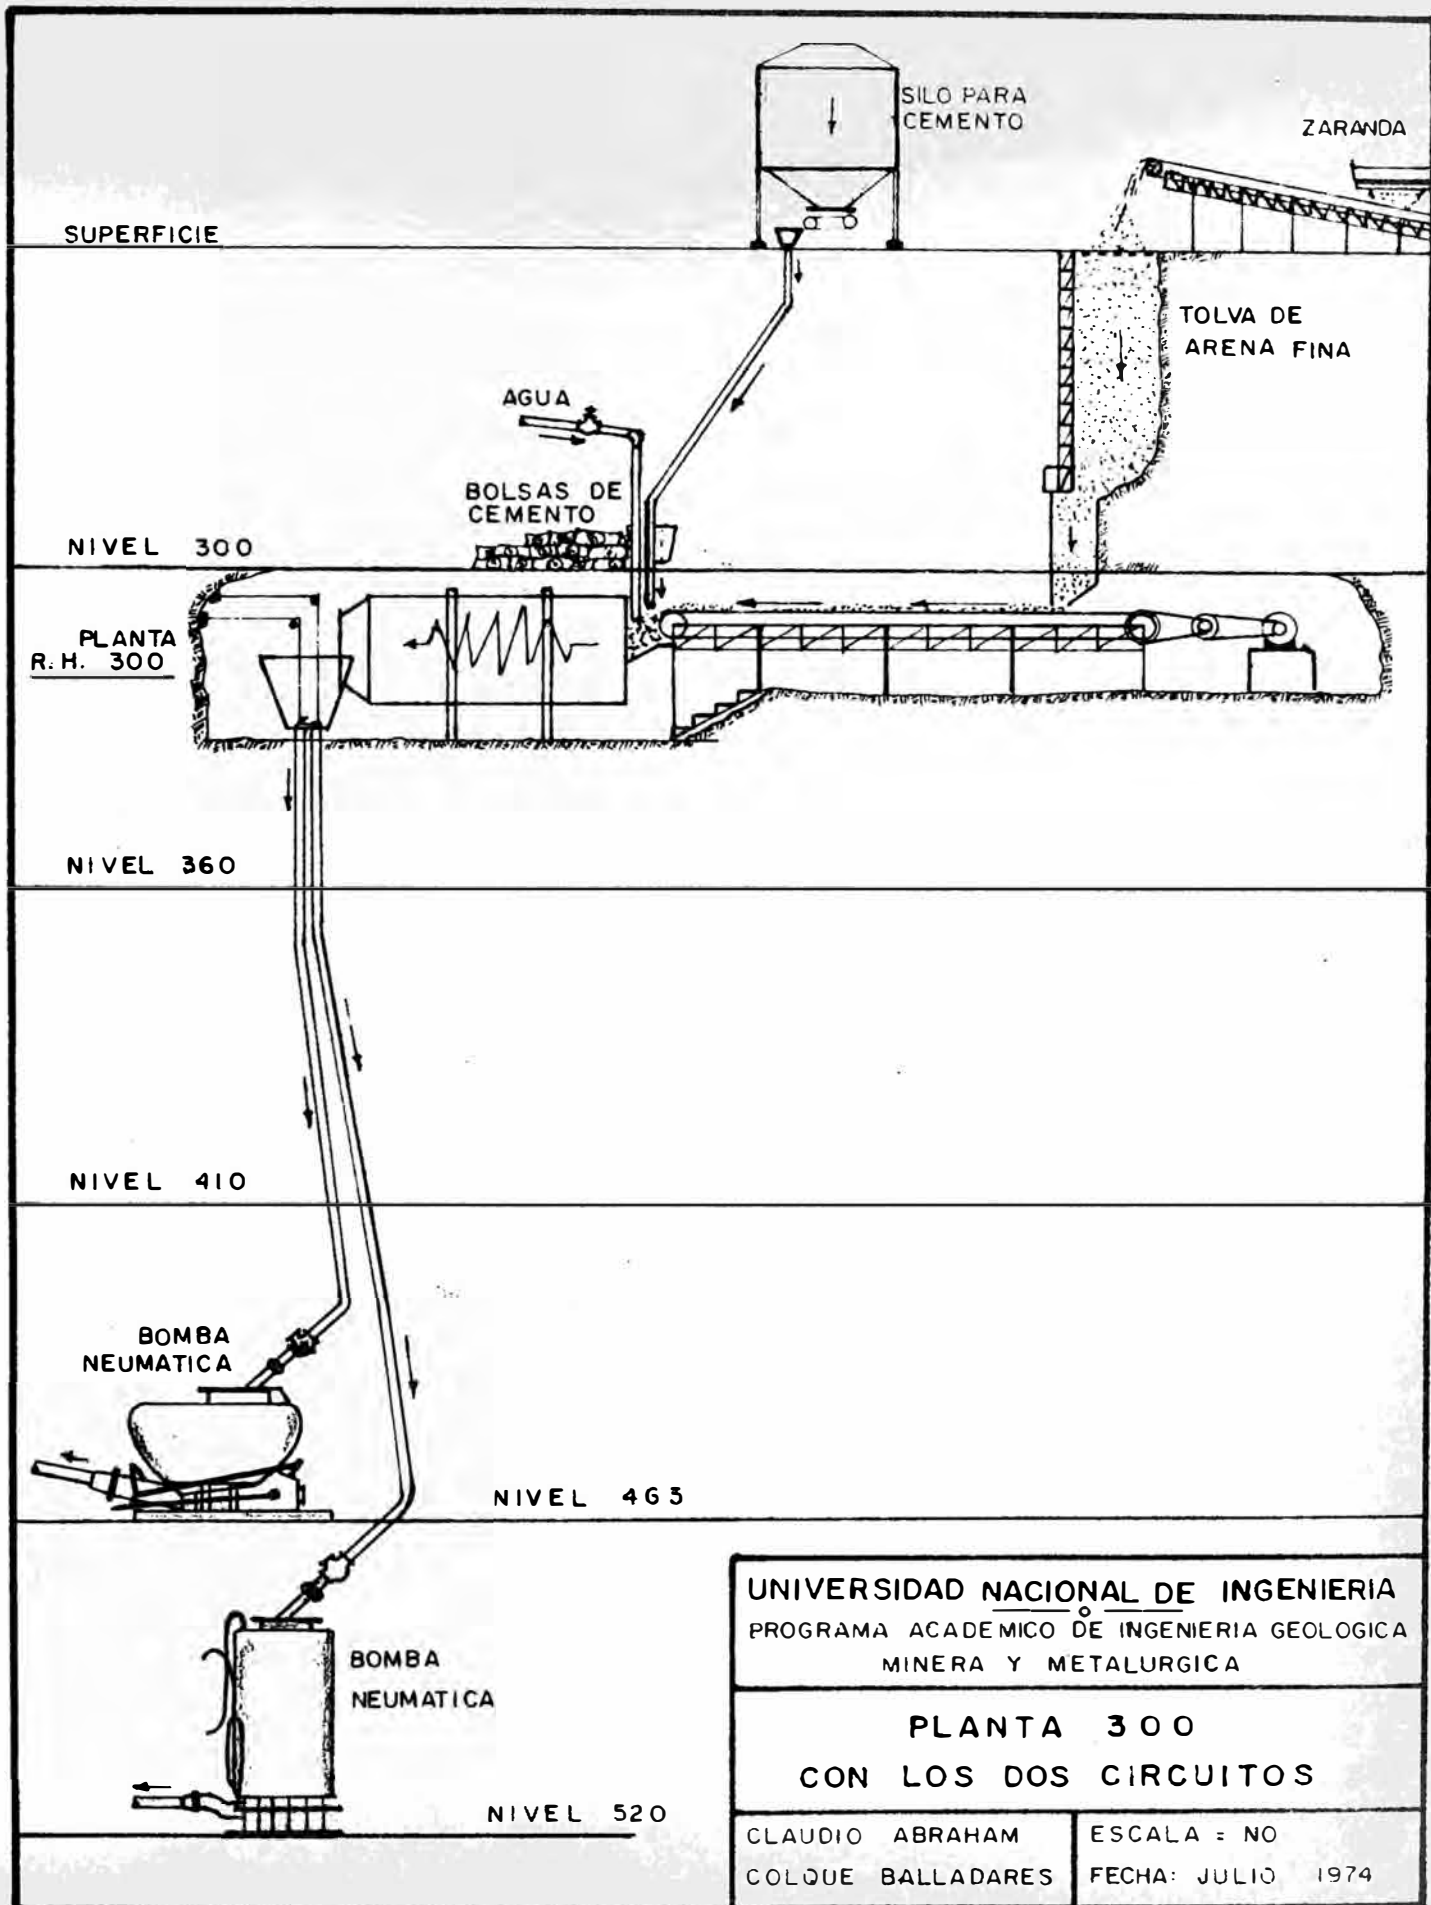 SILO PARA
CEMENTO
ZARANDA
SUPERFICIE
TOLVA DE
ARENA FINA
AGUA
BOLSAS DE
CEMENTO
NIVEL 300
PLANTA
R. H. 300
NIVEL 360
NIVEL 410
BOMBA
NEUMATICA
NIVEL 463
BOMBA
NEUMATICA
NIVEL 520
UNIVERSIDAD NACIONAL DE INGENIERIA
PROGRAMA ACADEMICO DE INGENIERIA GEOLOGICA
MINERA Y METALURGICA
PLANTA 300
CON LOS DOS CIRCUITOS
CLAUDIO ABRAHAM
COLQUE BALLADARES
ESCALA = NO
FECHA: JULIO 1974